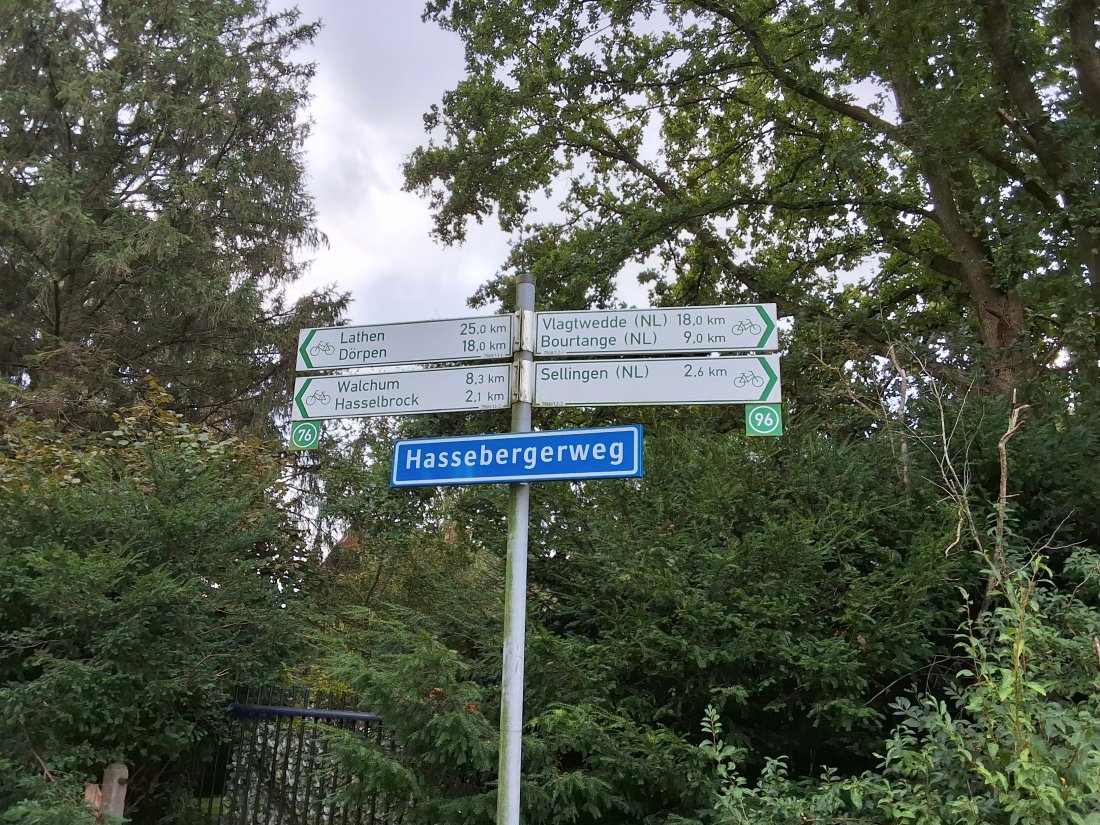 Lathen 25,0 km
Dörpen 18,0 km
Walchum 8,3 km
Hasselbrock 2,1 km
76
Vlagtwedde (NL) 18,0 km
Bourtange (NL) 9,0 km
Sellingen (NL) 2,6 km
96
Hassebergerweg